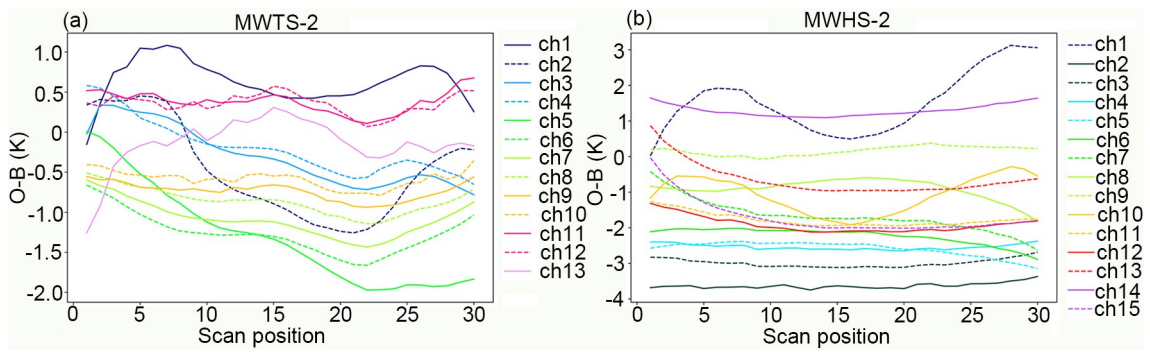 (a)
MWTS-2
O-B (K)
1.0
0.5
0
-0.5
-1.0
-1.5
-2.0
0
5
10
15
20
25
30
Scan position
ch1
ch2
ch3
ch4
ch5
ch6
ch7
ch8
ch9
ch10
ch11
ch12
ch13
(b)
MWHS-2
O-B (K)
3
2
1
0
-1
-2
-3
-4
0
5
10
15
20
25
30
Scan position
ch1
ch2
ch3
ch4
ch5
ch6
ch7
ch8
ch9
ch10
ch11
ch12
ch13
ch14
ch15